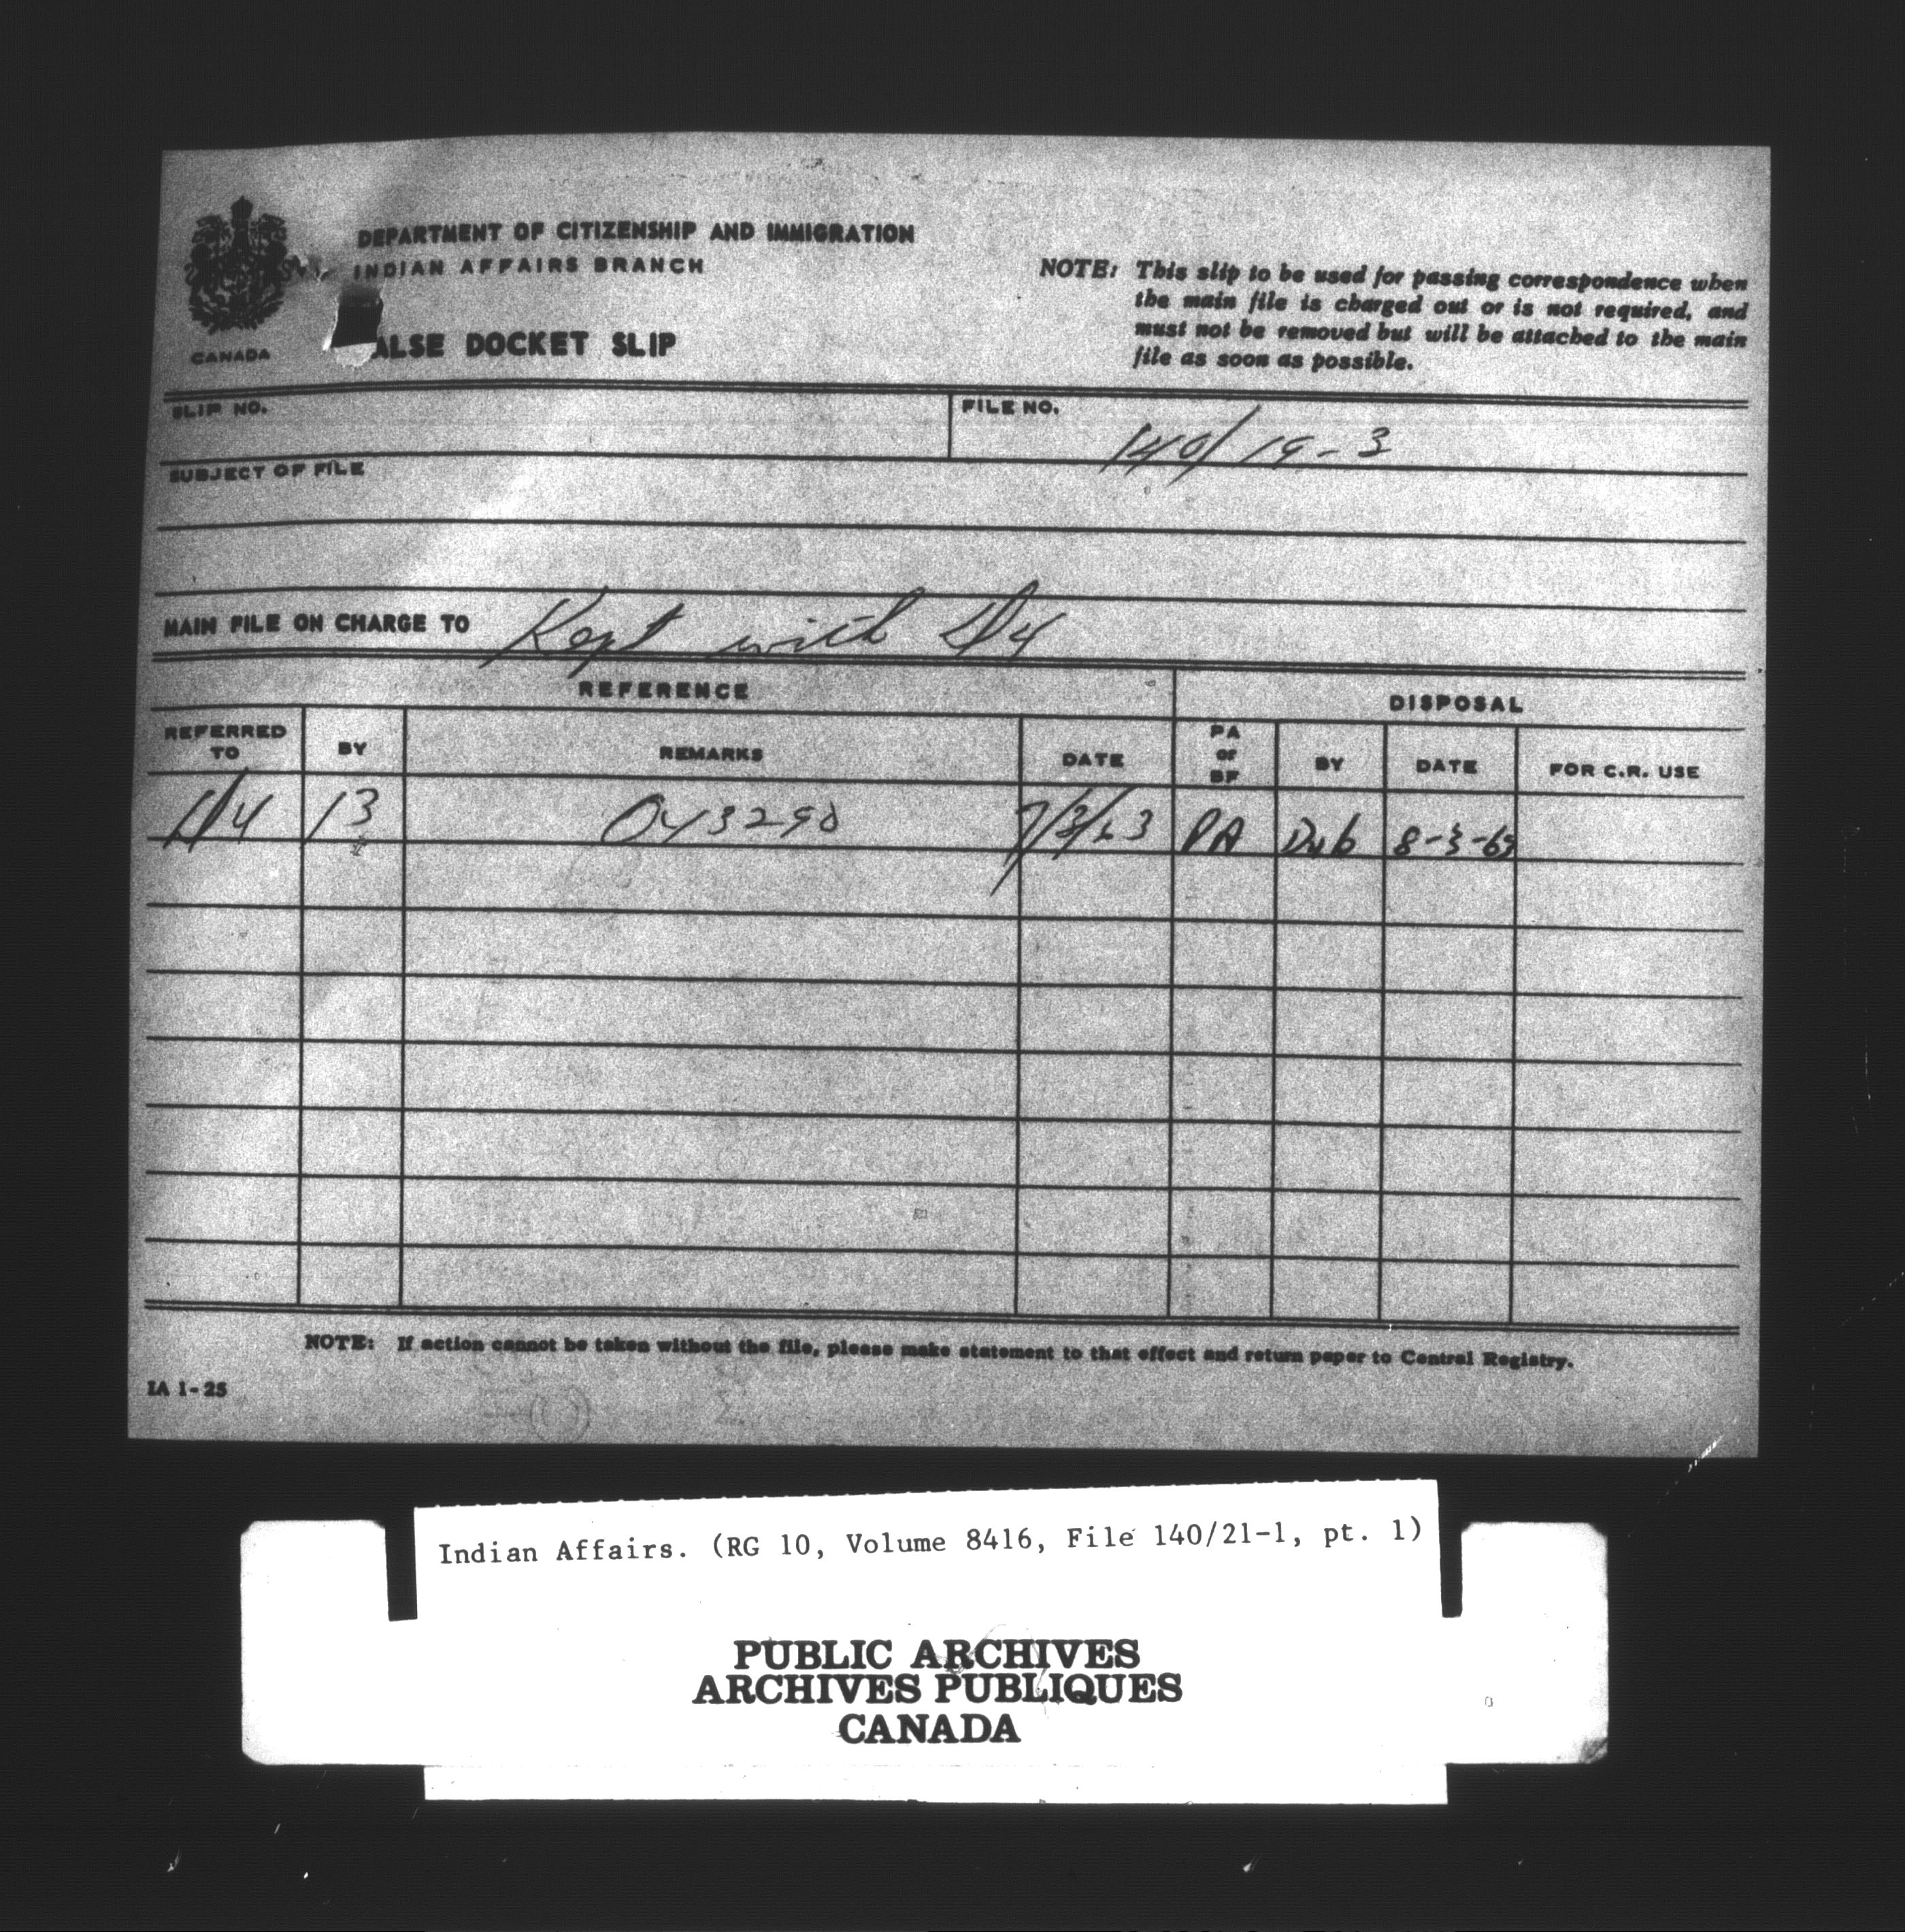 DEPARTMENT OF CITIZENSHIP AND IMMIGRATION
INDIAN AFFAIRS BRANCH
CANADA
ALSE DOCKET SLIP
NOTE: This slip to be used for passing correspondence when
the main file is charged out or is not required, and
must not be removed but will be attached to the main
file as soon as possible.
SLIP NO.
FILE NO. 140/19-3
SUBJECT OF FILE
MAIN FILE ON CHARGE TO Kept with
REFERENCE
DISPOSAL
REFERRED TO BY REMARKS DATE PA or BF BY DATE FOR C.R. USE
13 7/3/63 PA Dub 8-3-63
NOTE: If action cannot be taken without the file, please make statement to that effect and return paper to Central Registry.
IA 1-25
Indian Affairs. (RG 10, Volume 8416, File 140/21-1, pt. 1)
PUBLIC ARCHIVES
ARCHIVES PUBLIQUES
CANADA